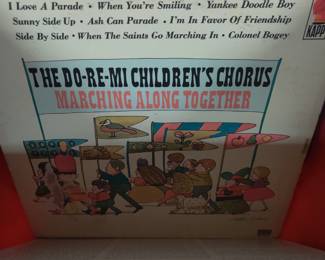 I Love A Parade • When You're Smiling • Yankee Doodle Boy
Sunny Side Up • Ash Can Parade • I'm In Favor Of Friendship
Side By Side • When The Saints Go Marching In • Colonel Bogey
KAPP
THE DO-RE-MI CHILDREN'S CHORUS
MARCHING ALONG TOGETHER